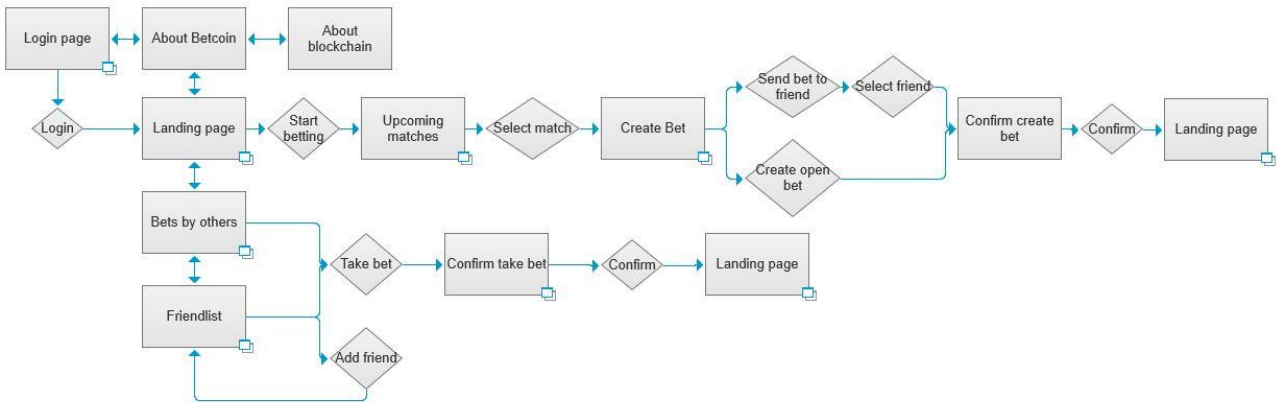 Login page
About Betcoin
About
blockchain
Login
Landing page
Start
betting
Upcoming
matches
Select match
Create Bet
Send bet to
friend
Select friend
Create open
bet
Confirm create
bet
Confirm
Landing page
Bets by others
Take bet
Confirm take bet
Confirm
Landing page
Friendlist
Add friend